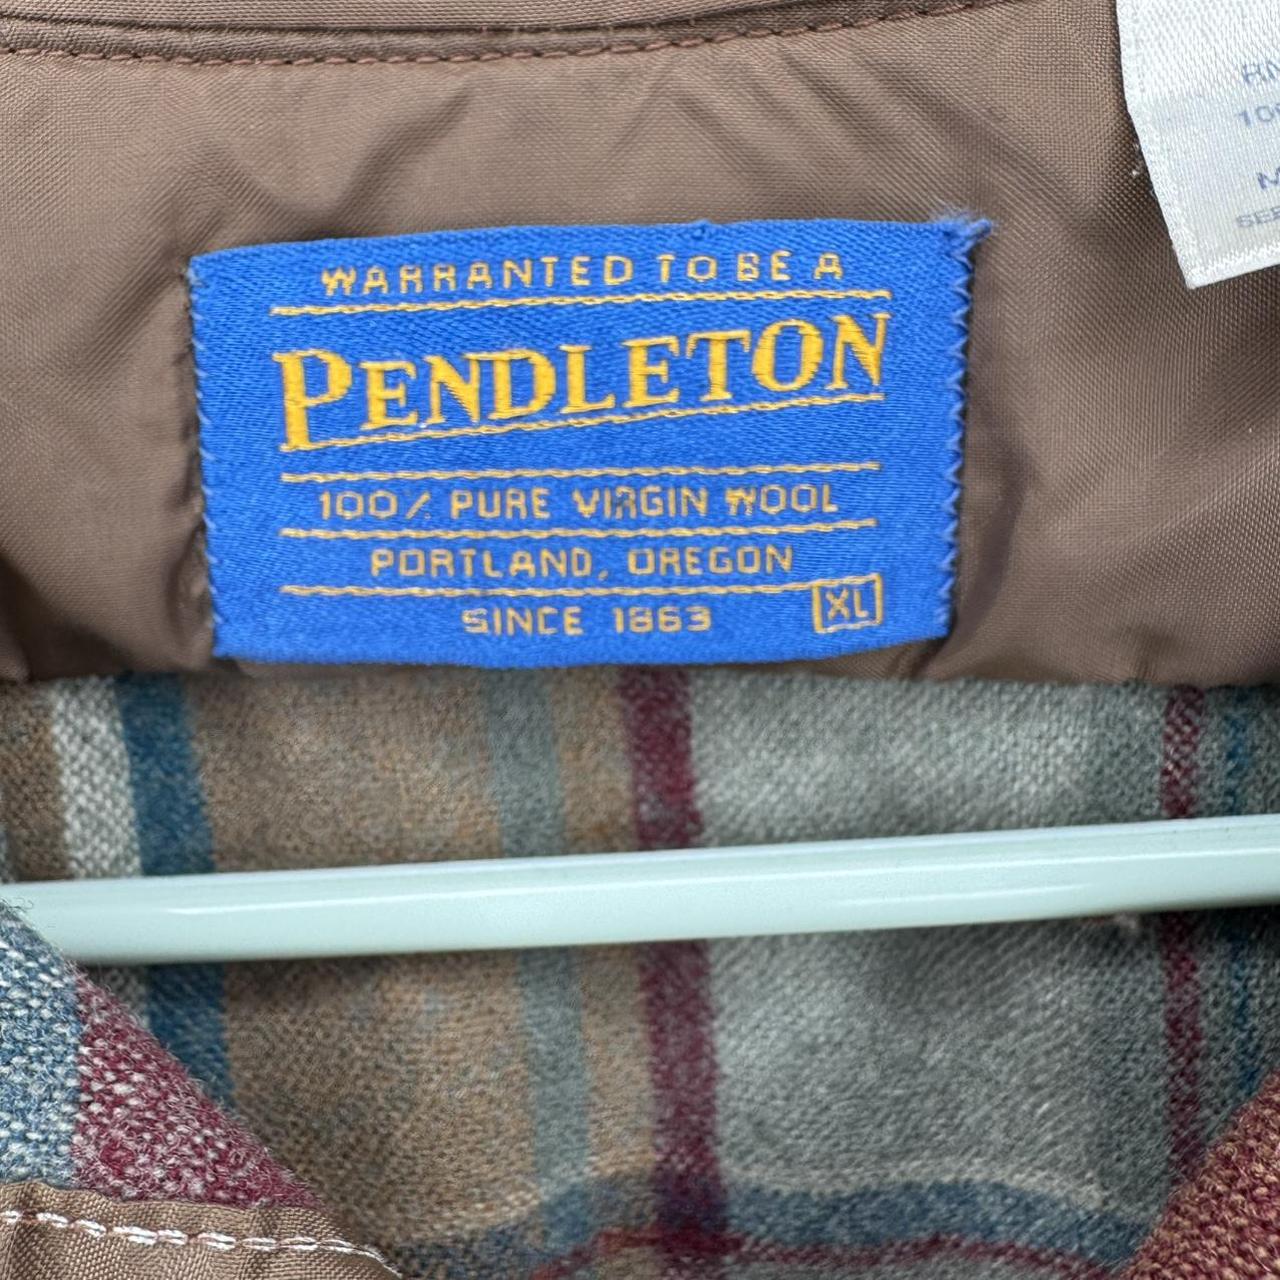 WARRANTED TO BE A
PENDLETON
100% PURE VIRGIN WOOL
PORTLAND, OREGON
SINCE 1863
XL